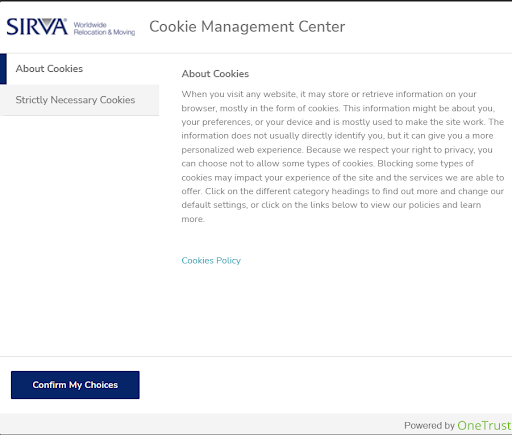 SIRVA Worldwide
Relocation & Moving
Cookie Management Center
About Cookies
Strictly Necessary Cookies
About Cookies
When you visit any website, it may store or retrieve information on your
browser, mostly in the form of cookies. This information might be about you,
your preferences, or your device and is mostly used to make the site work. The
information does not usually directly identify you, but it can give you a more
personalized web experience. Because we respect your right to privacy, you
can choose not to allow some types of cookies. Blocking some types of
cookies may impact your experience of the site and the services we are able to
offer. Click on the different category headings to find out more and change our
default settings, or click on the links below to view our policies and learn
more.
Cookies Policy
Confirm My Choices
Powered by OneTrust